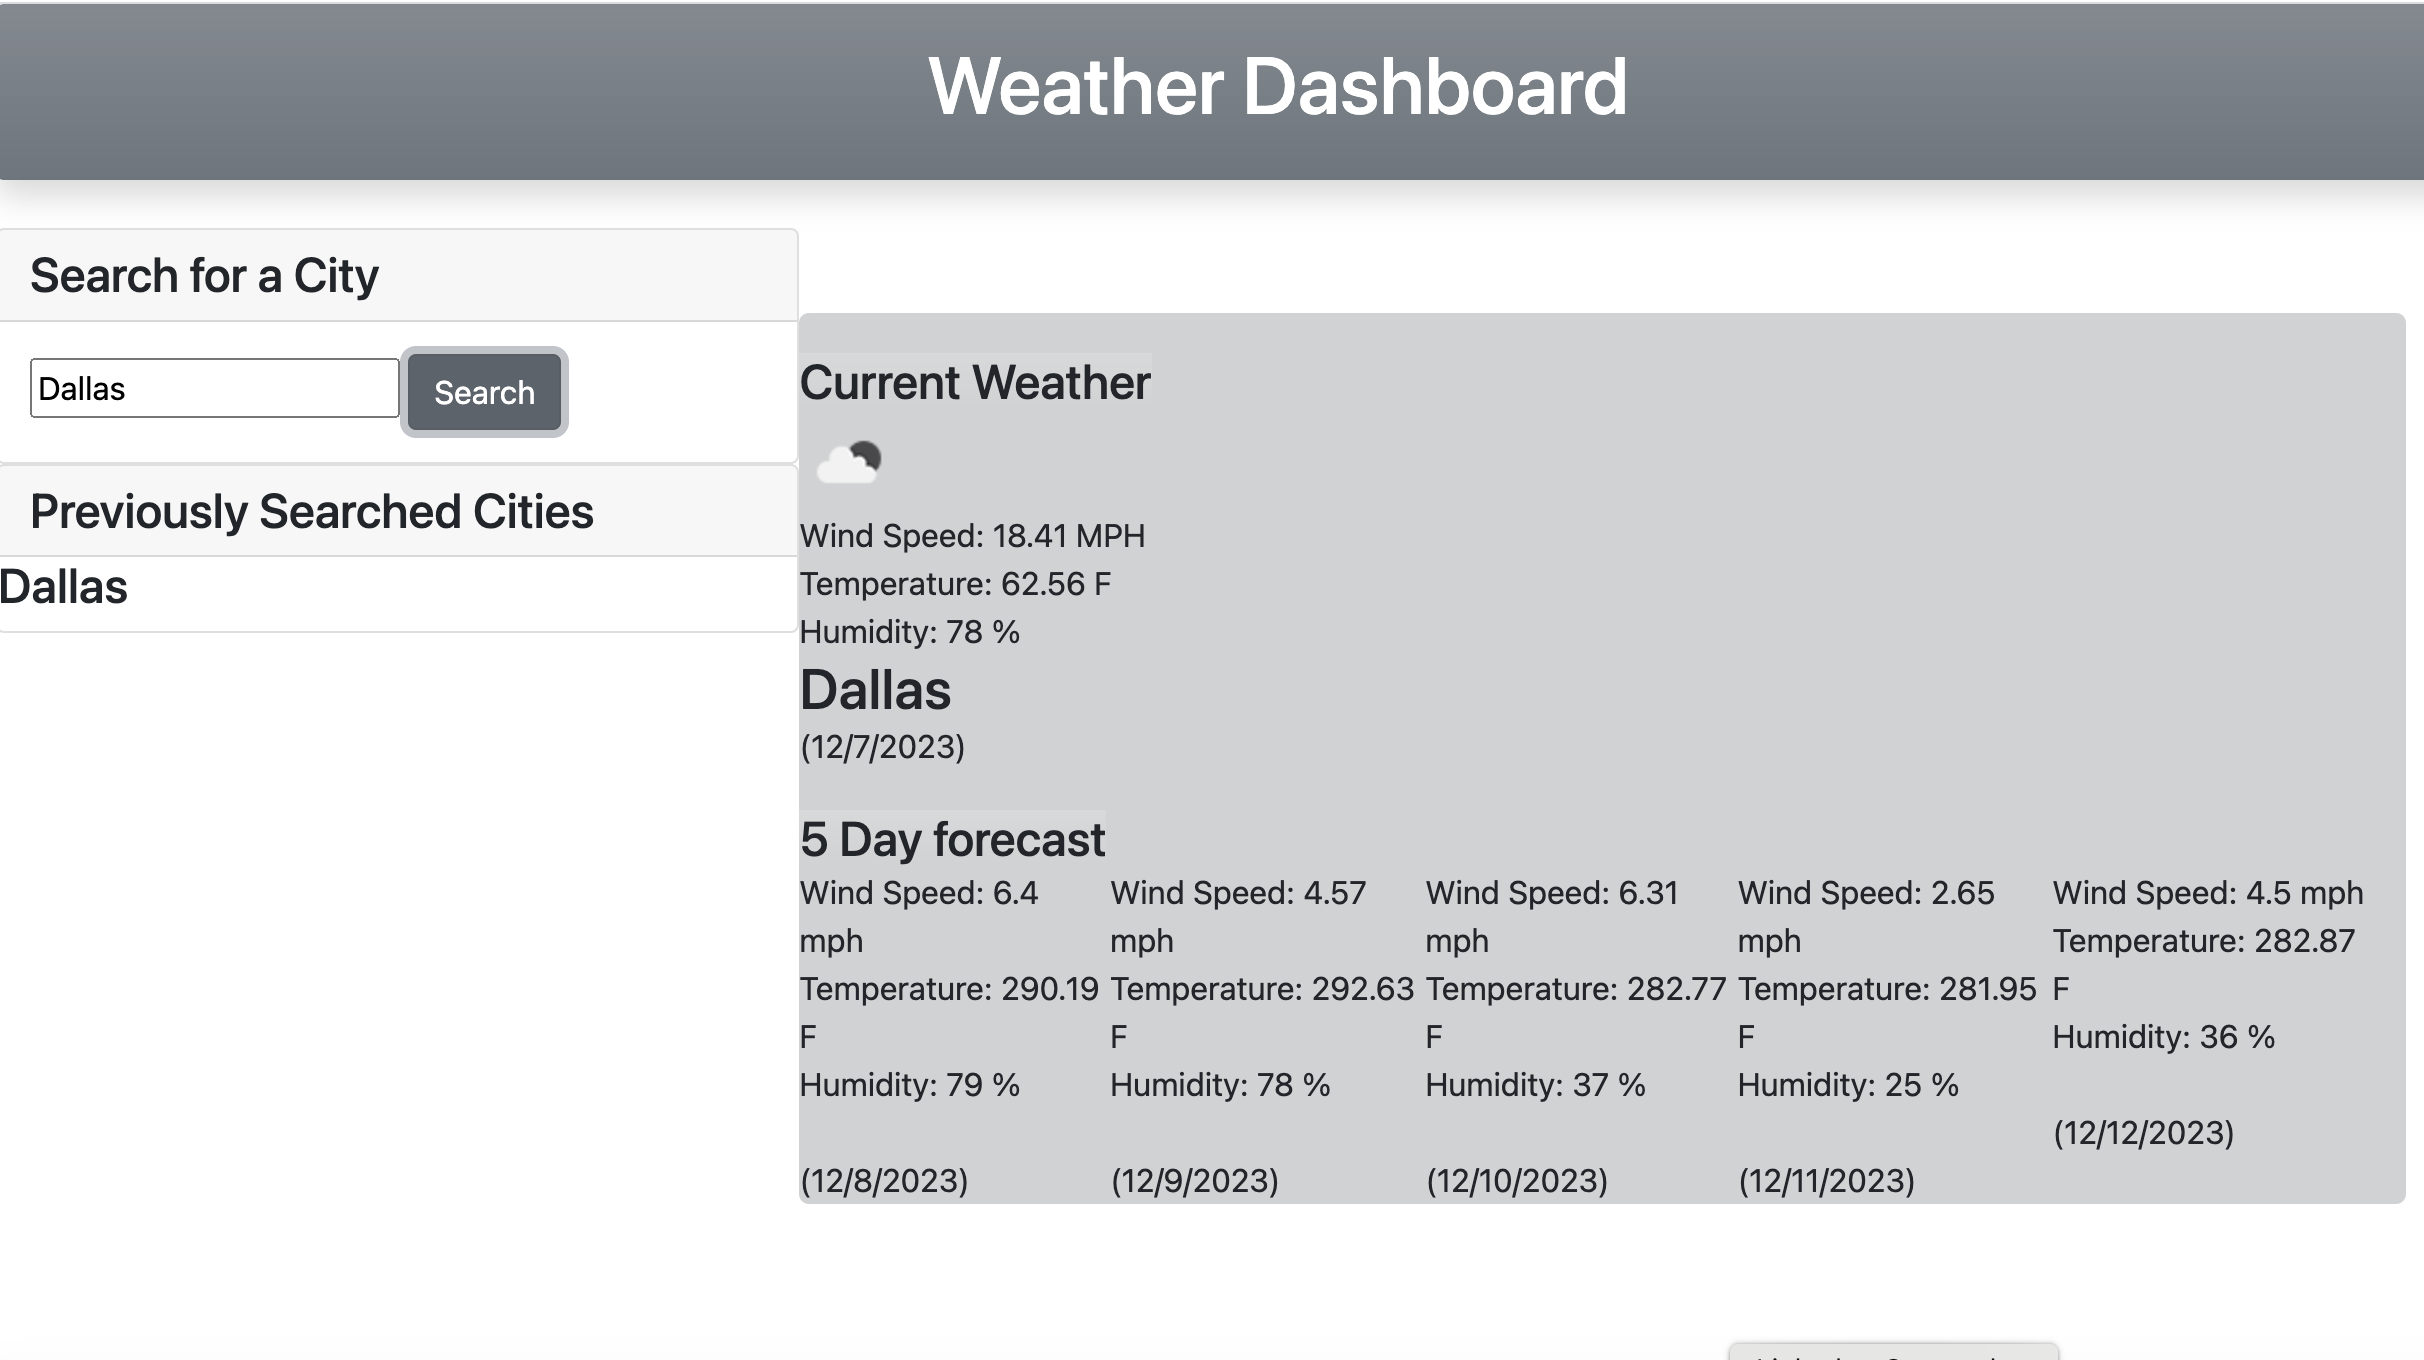 Weather Dashboard
Search for a City
Dallas
Search
Previously Searched Cities
Dallas
Current Weather
Wind Speed: 18.41 MPH
Temperature: 62.56 F
Humidity: 78 %
Dallas
(12/7/2023)
5 Day forecast
Wind Speed: 6.4
mph
Temperature: 290.19
F
Humidity: 79 %
(12/8/2023)
Wind Speed: 4.57
mph
Temperature: 292.63
F
Humidity: 78 %
(12/9/2023)
Wind Speed: 6.31
mph
Temperature: 282.77
F
Humidity: 37 %
(12/10/2023)
Wind Speed: 2.65
mph
Temperature: 281.95
F
Humidity: 25 %
(12/11/2023)
Wind Speed: 4.5 mph
Temperature: 282.87
F
Humidity: 36 %
(12/12/2023)